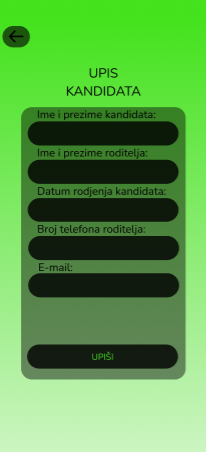 UPIS
KANDIDATA
Ime i prezime kandidata:
Ime i prezime roditelja:
Datum rodjenja kandidata:
Broj telefona roditelja:
E-mail:
UPIŠI